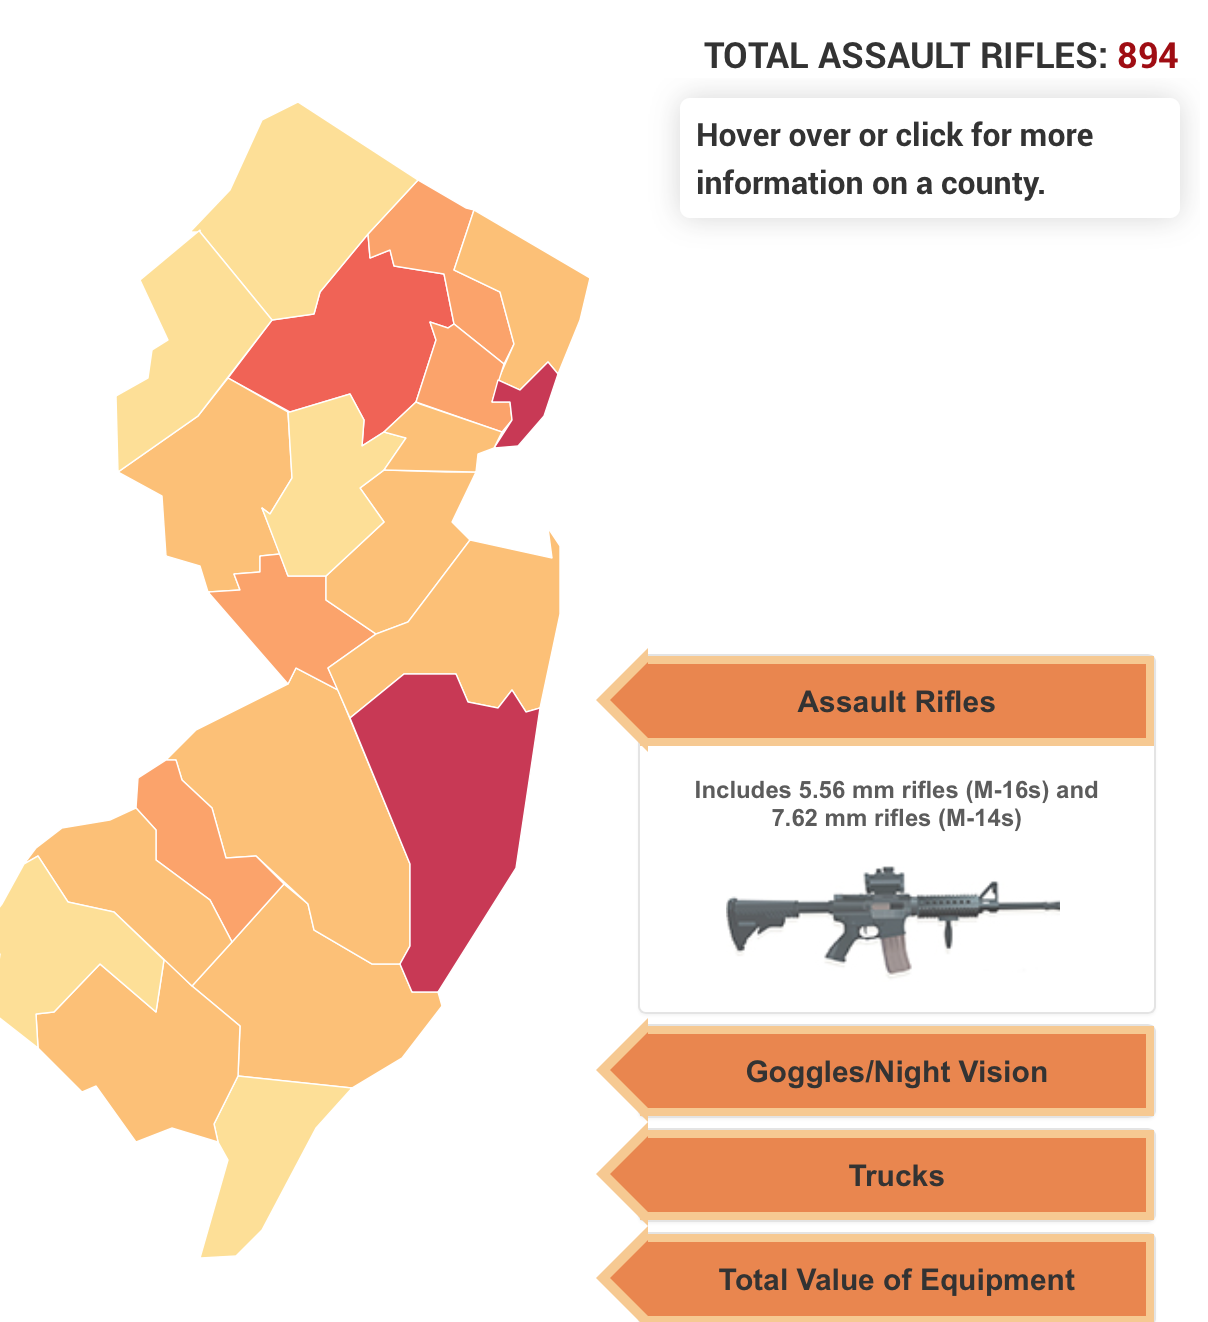 TOTAL ASSAULT RIFLES: 894
Hover over or click for more
information on a county.
Assault Rifles
Includes 5.56 mm rifles (M-16s) and
7.62 mm rifles (M-14s)
Goggles/Night Vision
Trucks
Total Value of Equipment